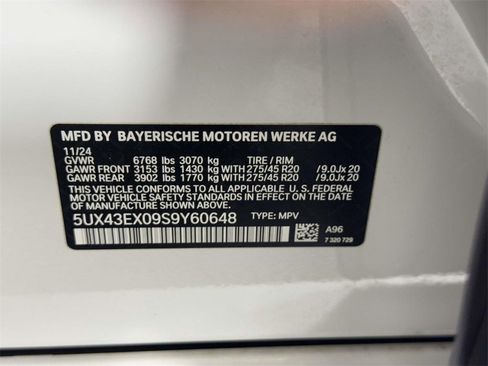 MFD BY BAYERISCHE MOTOREN WERKE AG
11/24
GVWR 6768 lbs 3070 kg TIRE / RIM
GAWR FRONT 3153 lbs 1430 kg WITH 275/45 R20 / 9.0Jx 20
GAWR REAR 3902 lbs 1770 kg WITH 275/45 R20 / 9.0Jx 20
THIS VEHICLE CONFORMS TO ALL APPLICABLE U. S. FEDERAL
MOTOR VEHICLE SAFETY STANDARDS IN EFFECT ON THE
DATE OF MANUFACTURE SHOWN ABOVE.
5UX43EX09S9Y60648 TYPE: MPV
A96
7 320 729